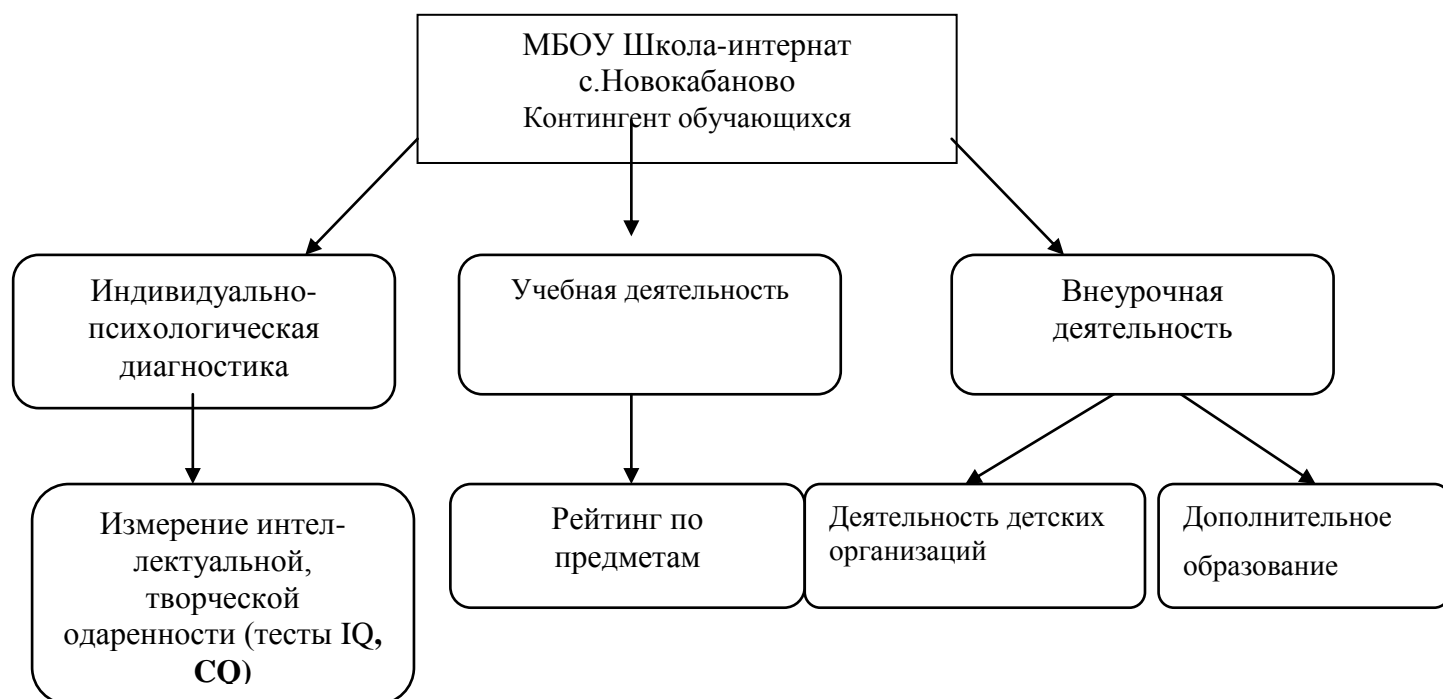 МБОУ Школа-интернат
с.Новокабаново
Контингент обучающихся
Индивидуально-
психологическая
диагностика
Учебная деятельность
Внеурочная
деятельность
Измерение интел-
лектуальной,
творческой
одаренности (тесты IQ,
CQ)
Рейтинг по
предметам
Деятельность детских
организаций
Дополнительное
образование